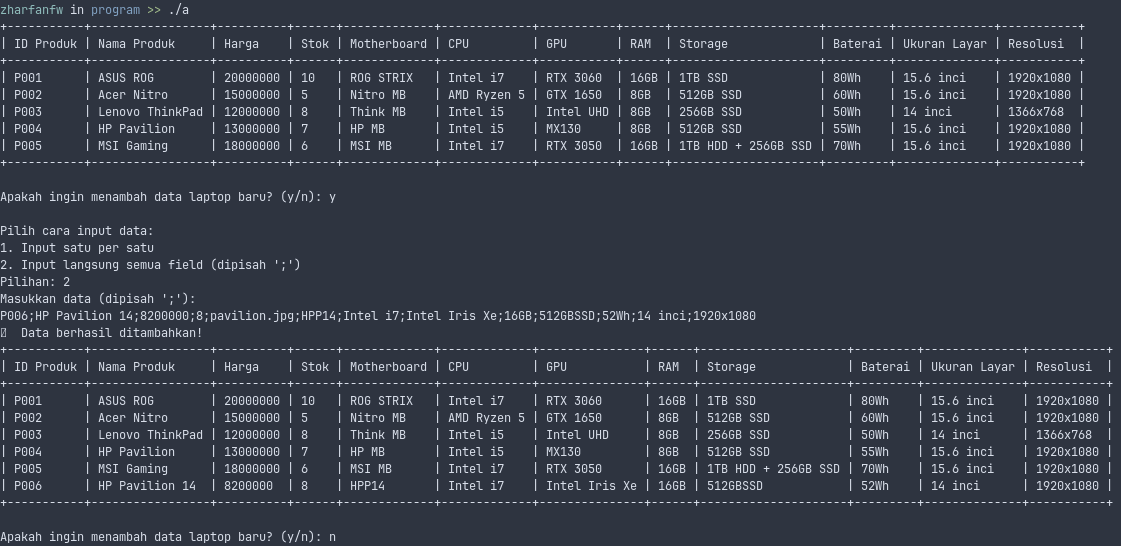 zharfanfw in program >> ./a
+-----------+-----------------+----------+------+-------------+-------------+-----------+------+--------------------+---------+--------------+-----------+
| ID Produk | Nama Produk     | Harga    | Stok | Motherboard | CPU         | GPU       | RAM  | Storage            | Baterai | Ukuran Layar | Resolusi  |
+-----------+-----------------+----------+------+-------------+-------------+-----------+------+--------------------+---------+--------------+-----------+
| P001      | ASUS ROG        | 20000000 | 10   | ROG STRIX   | Intel i7    | RTX 3060  | 16GB | 1TB SSD            | 80Wh    | 15.6 inci    | 1920x1080 |
| P002      | Acer Nitro      | 15000000 | 5    | Nitro MB    | AMD Ryzen 5 | GTX 1650  | 8GB  | 512GB SSD          | 60Wh    | 15.6 inci    | 1920x1080 |
| P003      | Lenovo ThinkPad | 12000000 | 8    | Think MB    | Intel i5    | Intel UHD | 8GB  | 256GB SSD          | 50Wh    | 14 inci      | 1366x768  |
| P004      | HP Pavilion     | 13000000 | 7    | HP MB       | Intel i5    | MX130     | 8GB  | 512GB SSD          | 55Wh    | 15.6 inci    | 1920x1080 |
| P005      | MSI Gaming      | 18000000 | 6    | MSI MB      | Intel i7    | RTX 3050  | 16GB | 1TB HDD + 256GB SSD | 70Wh    | 15.6 inci    | 1920x1080 |
+-----------+-----------------+----------+------+-------------+-------------+-----------+------+--------------------+---------+--------------+-----------+
Apakah ingin menambah data laptop baru? (y/n): y
Pilih cara input data:
1. Input satu per satu
2. Input langsung semua field (dipisah ';')
Pilihan: 2
Masukkan data (dipisah ';'):
P006;HP Pavilion 14;8200000;8;pavilion.jpg;HPP14;Intel i7;Intel Iris Xe;16GB;512GBSSD;52Wh;14 inci;1920x1080
Data berhasil ditambahkan!
+-----------+-----------------+----------+------+-------------+-------------+---------------+------+--------------------+---------+--------------+-----------+
| ID Produk | Nama Produk     | Harga    | Stok | Motherboard | CPU         | GPU           | RAM  | Storage            | Baterai | Ukuran Layar | Resolusi  |
+-----------+-----------------+----------+------+-------------+-------------+---------------+------+--------------------+---------+--------------+-----------+
| P001      | ASUS ROG        | 20000000 | 10   | ROG STRIX   | Intel i7    | RTX 3060      | 16GB | 1TB SSD            | 80Wh    | 15.6 inci    | 1920x1080 |
| P002      | Acer Nitro      | 15000000 | 5    | Nitro MB    | AMD Ryzen 5 | GTX 1650      | 8GB  | 512GB SSD          | 60Wh    | 15.6 inci    | 1920x1080 |
| P003      | Lenovo ThinkPad | 12000000 | 8    | Think MB    | Intel i5    | Intel UHD     | 8GB  | 256GB SSD          | 50Wh    | 14 inci      | 1366x768  |
| P004      | HP Pavilion     | 13000000 | 7    | HP MB       | Intel i5    | MX130         | 8GB  | 512GB SSD          | 55Wh    | 15.6 inci    | 1920x1080 |
| P005      | MSI Gaming      | 18000000 | 6    | MSI MB      | Intel i7    | RTX 3050      | 16GB | 1TB HDD + 256GB SSD | 70Wh    | 15.6 inci    | 1920x1080 |
| P006      | HP Pavilion 14  | 8200000  | 8    | HPP14       | Intel i7    | Intel Iris Xe | 16GB | 512GBSSD           | 52Wh    | 14 inci      | 1920x1080 |
+-----------+-----------------+----------+------+-------------+-------------+---------------+------+--------------------+---------+--------------+-----------+
Apakah ingin menambah data laptop baru? (y/n): n